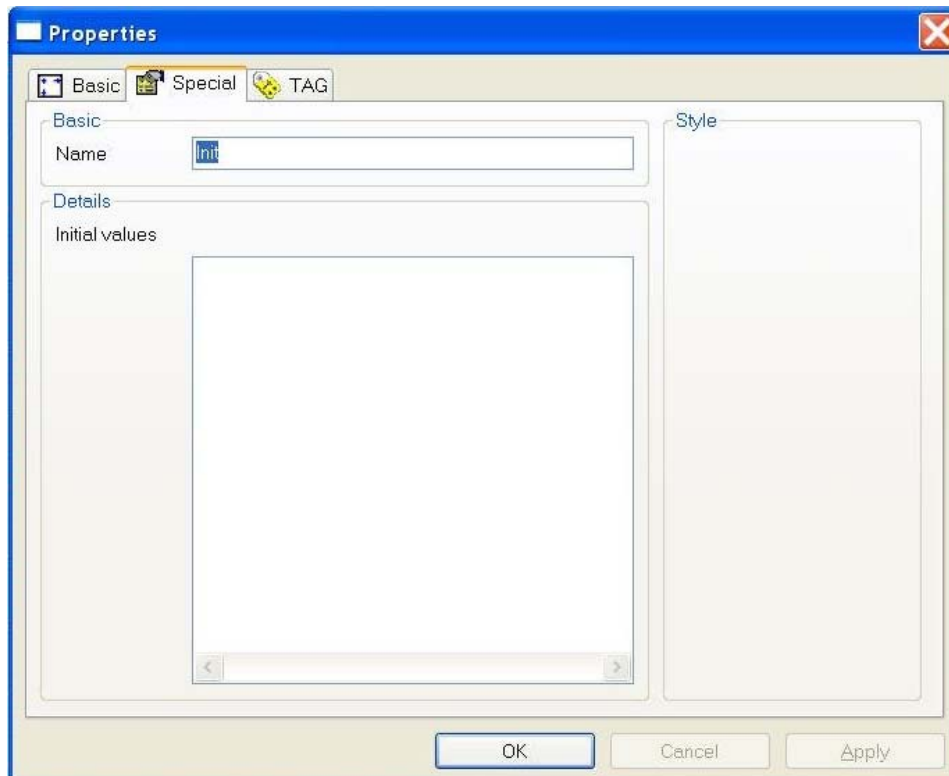 Properties
Basic Special TAG
Basic
Name Init
Style
Details
Initial values
OK Cancel Apply